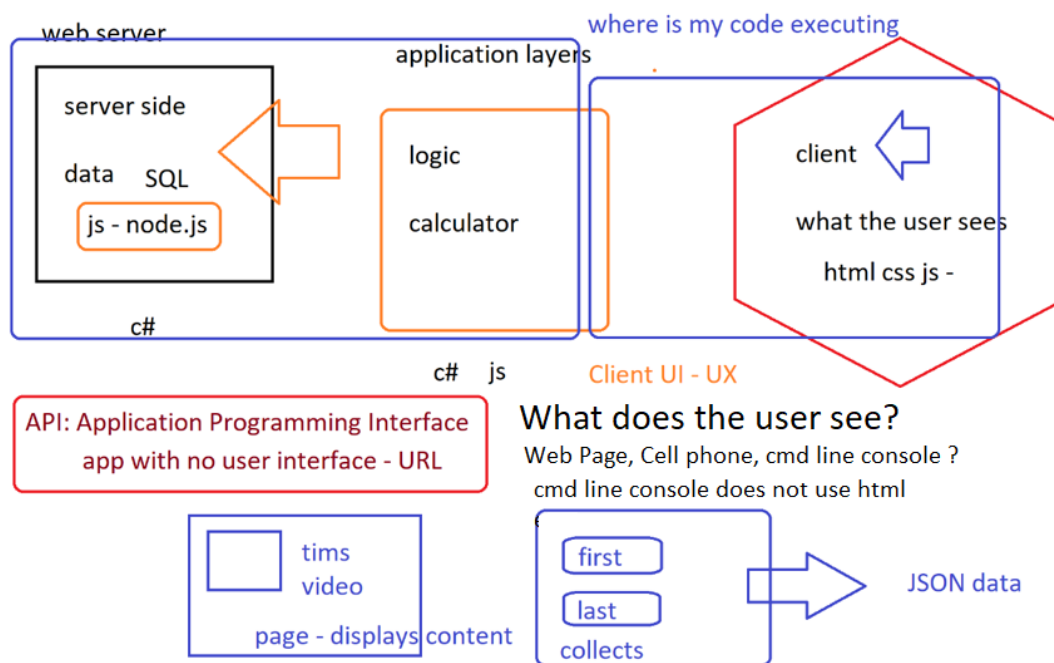 web server
where is my code executing
application layers
server side
data
SQL
js - node.js
c#
logic
calculator
client
what the user sees
html css js -
c# js
Client UI - UX
API: Application Programming Interface
app with no user interface - URL
What does the user see?
Web Page, Cell phone, cmd line console ?
cmd line console does not use html
tims
video
page - displays content
first
last
collects
JSON data